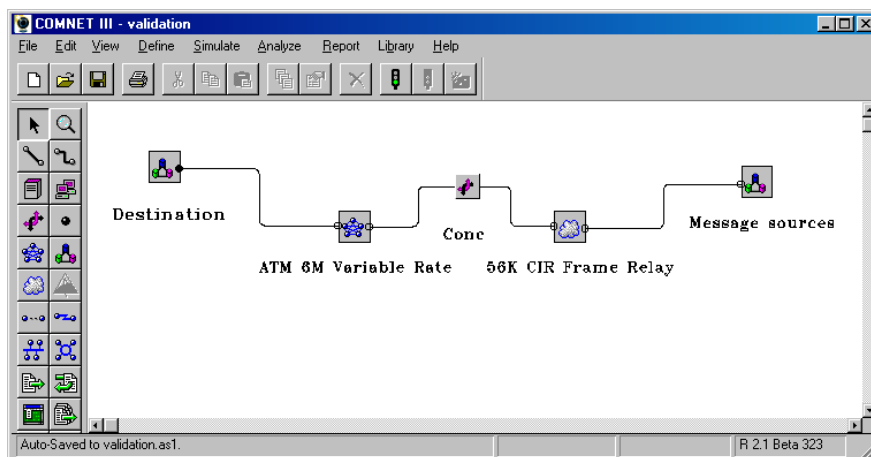 COMNET III - validation
File Edit View Define Simulate Analyze Report Library Help
Destination
Conc
Message sources
ATM 6M Variable Rate
56K CIR Frame Relay
Auto-Saved to validation.as1.
R 2.1 Beta 323